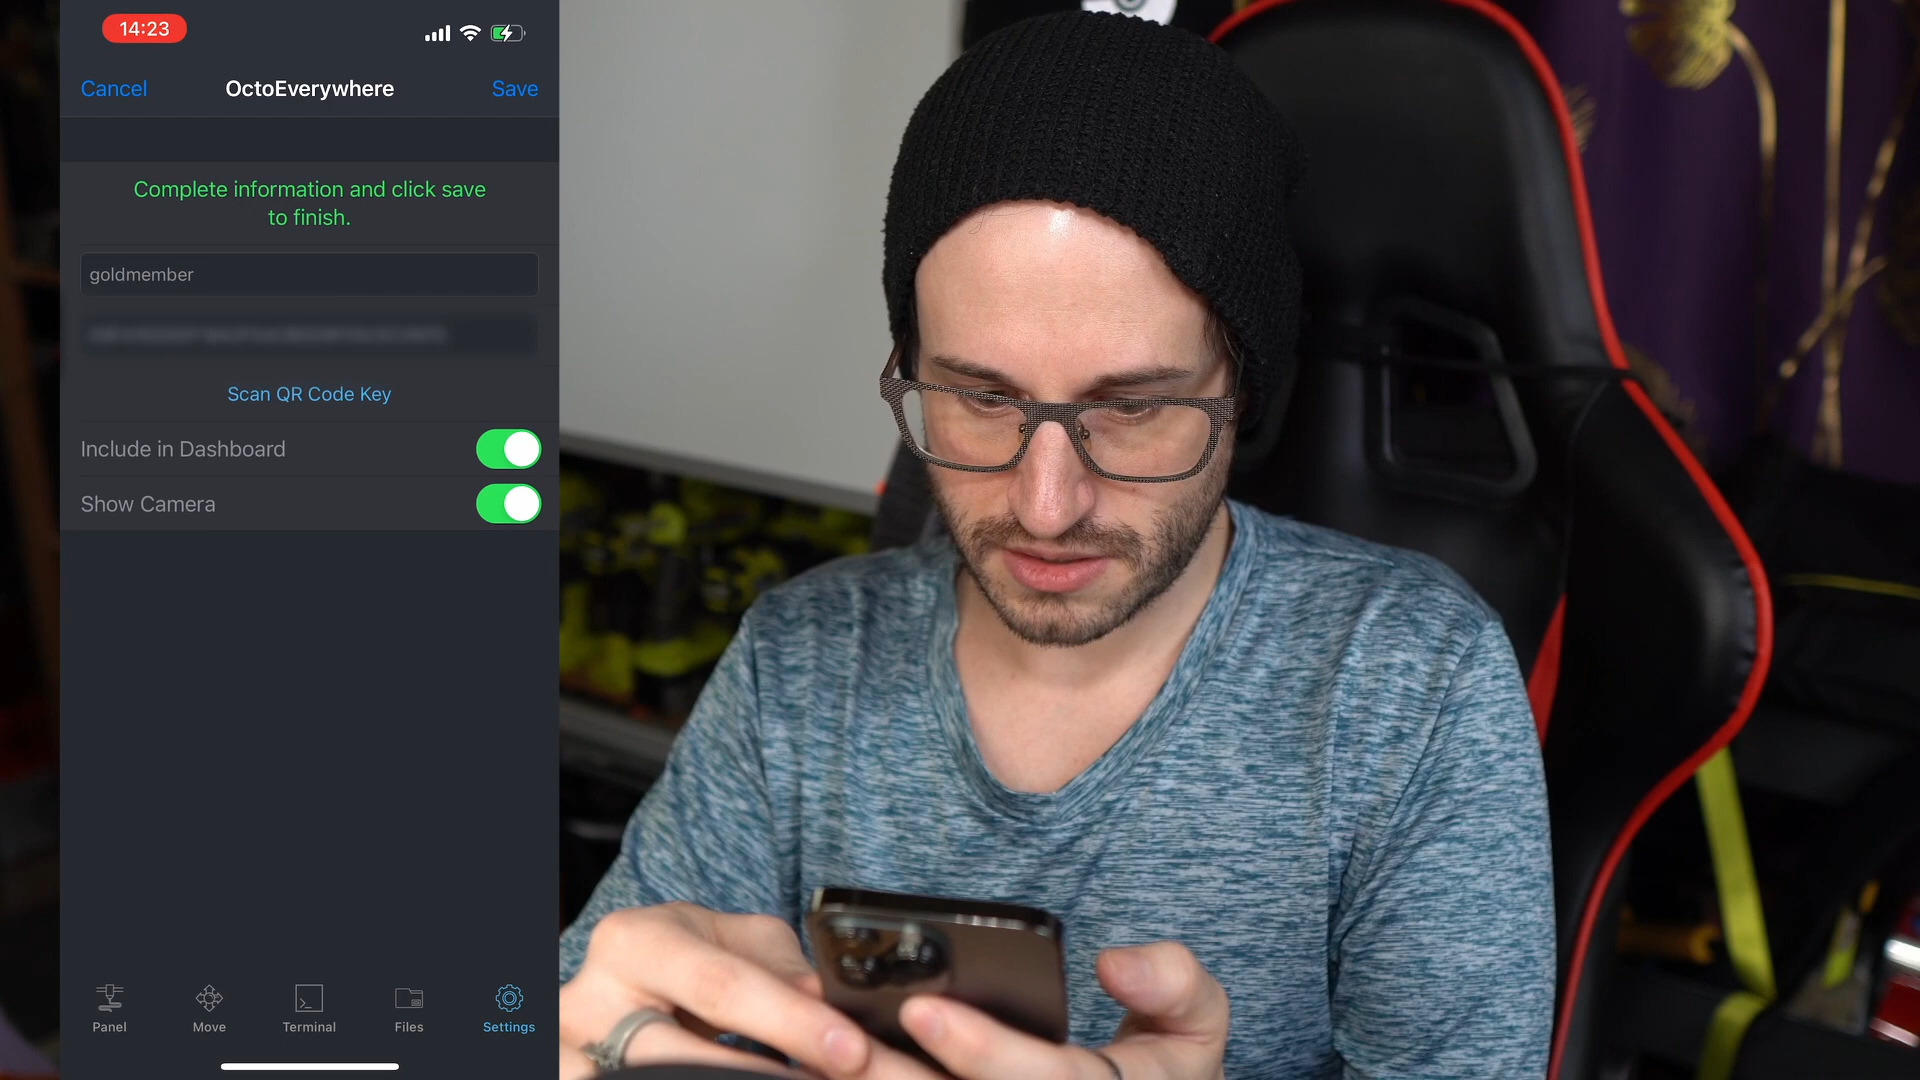 14:23
Cancel OctoEverywhere Save
Complete information and click save
to finish.
goldmember
Scan QR Code Key
Include in Dashboard
Show Camera
Panel Move Terminal Files Settings